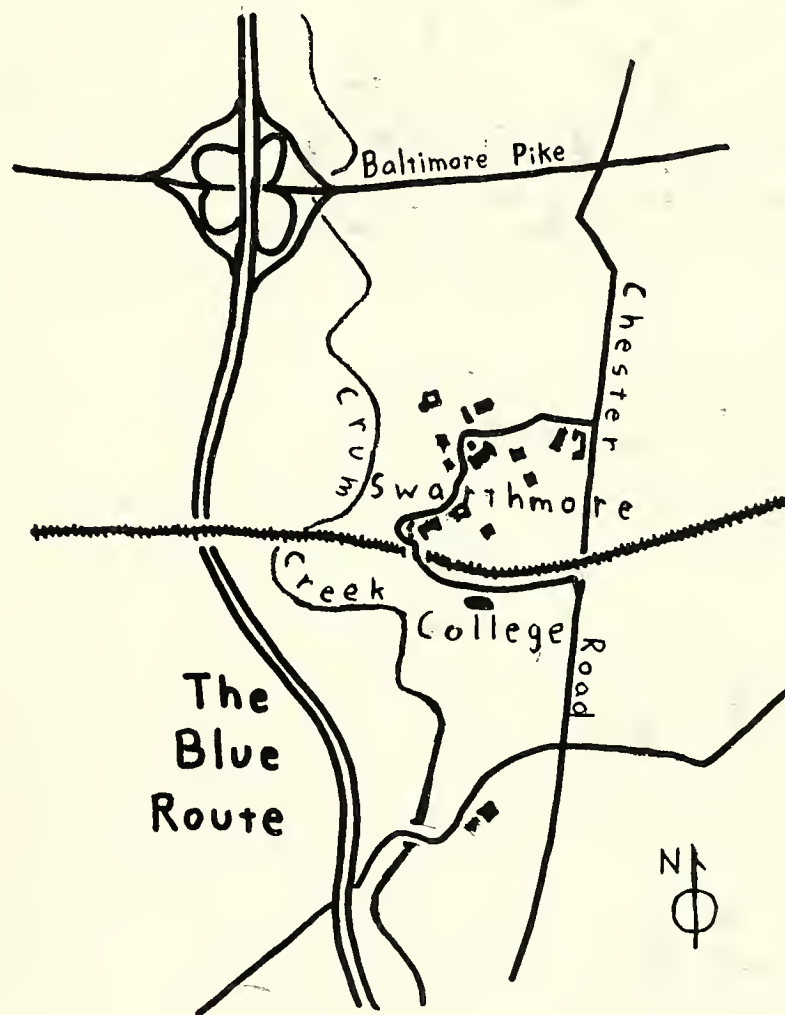 Baltimore Pike
Chester
Road
Crum
Creek
Swarthmore
College
The
Blue
Route
N